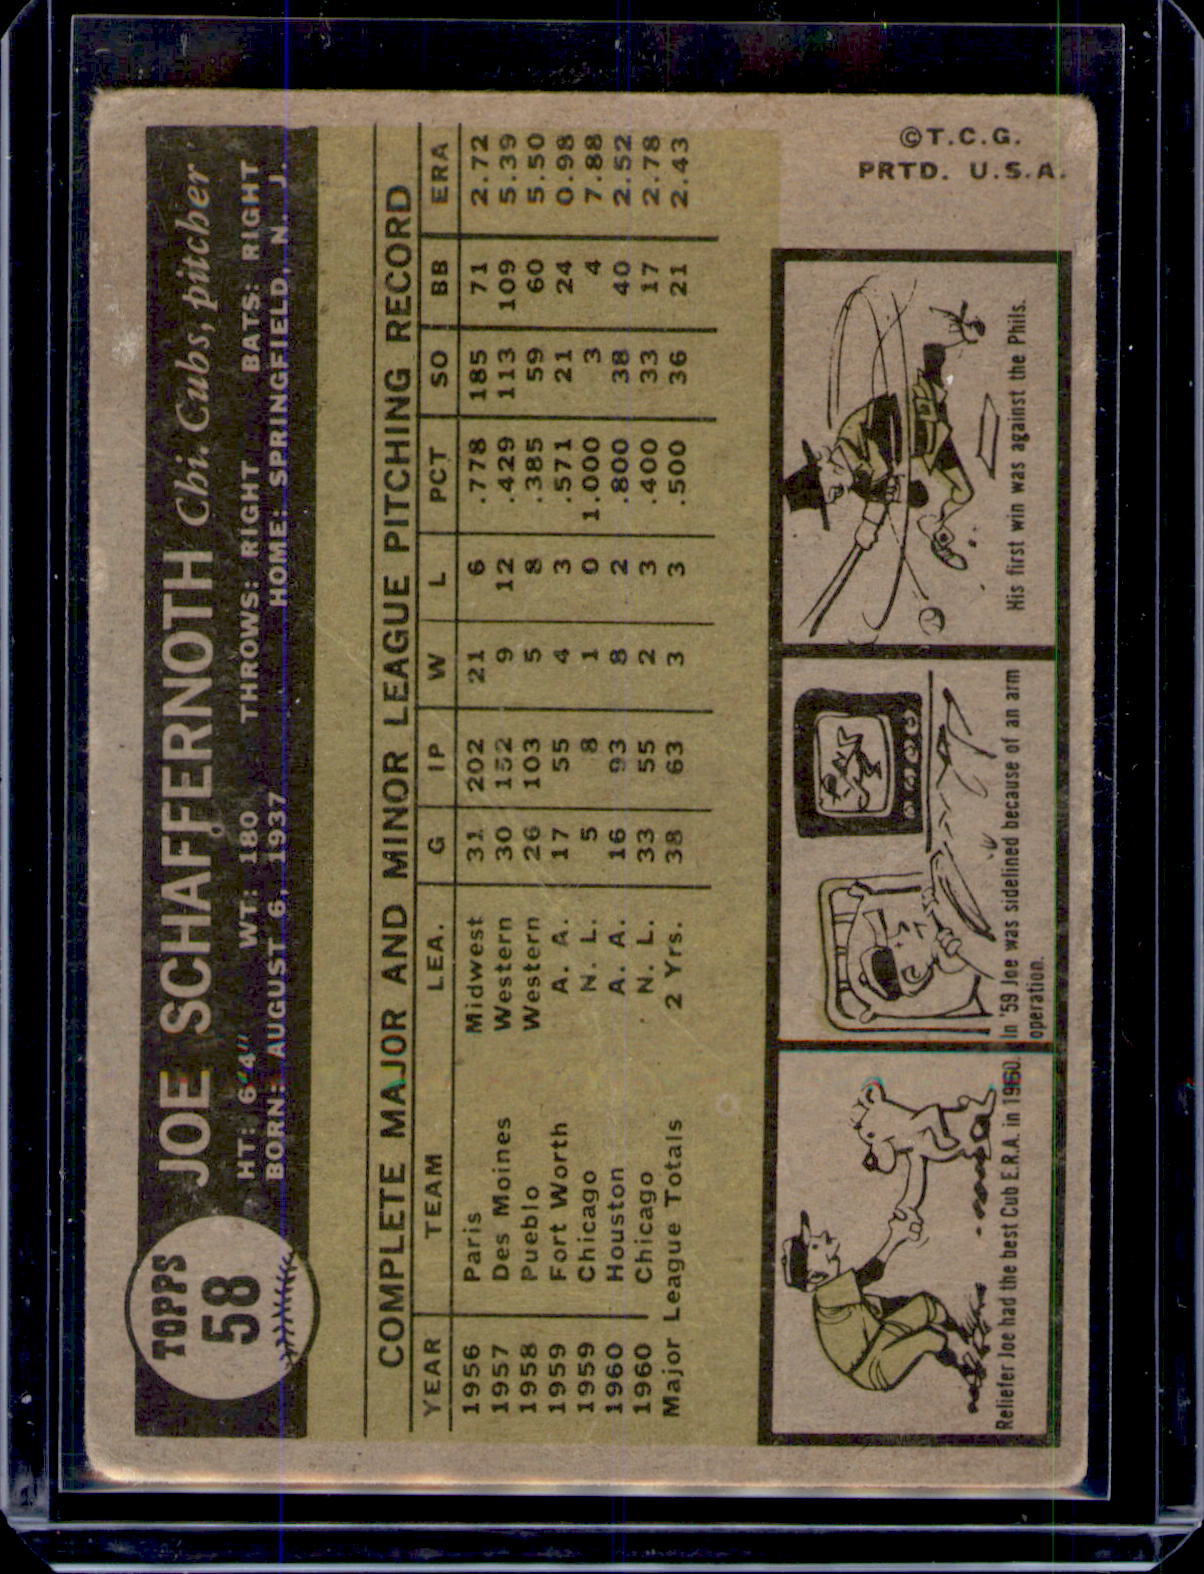 TOPPS
58
JOE SCHAFFERNOTH Chi. Cubs, pitcher
HT: 6'4" WT: 180 THROWS: RIGHT BATS: RIGHT
BORN: AUGUST 6, 1937 HOME: SPRINGFIELD, N. J.
COMPLETE MAJOR AND MINOR LEAGUE PITCHING RECORD
YEAR TEAM LEA. G IP W L PCT SO BB ERA
1956 Paris Midwest 31 202 21 6 .778 185 71 2.72
1957 Des Moines Western 30 152 9 12 .429 113 109 5.39
1958 Pueblo Western 26 103 5 8 .385 59 60 5.50
1959 Fort Worth A. A. 17 55 4 3 .571 21 24 0.98
1959 Chicago N. L. 5 8 1 0 1.000 3 4 7.88
1960 Houston A. A. 16 93 8 2 .800 38 40 2.52
1960 Chicago N. L. 33 55 2 3 .400 33 17 2.78
Major League Totals 2 Yrs. 38 63 3 3 .500 36 21 2.43
Reliefer Joe had the best Cub E.R.A. in 1960.
In '59 Joe was sidelined because of an arm
operation.
His first win was against the Phils.
©T.C.G.
PRTD. U.S.A.